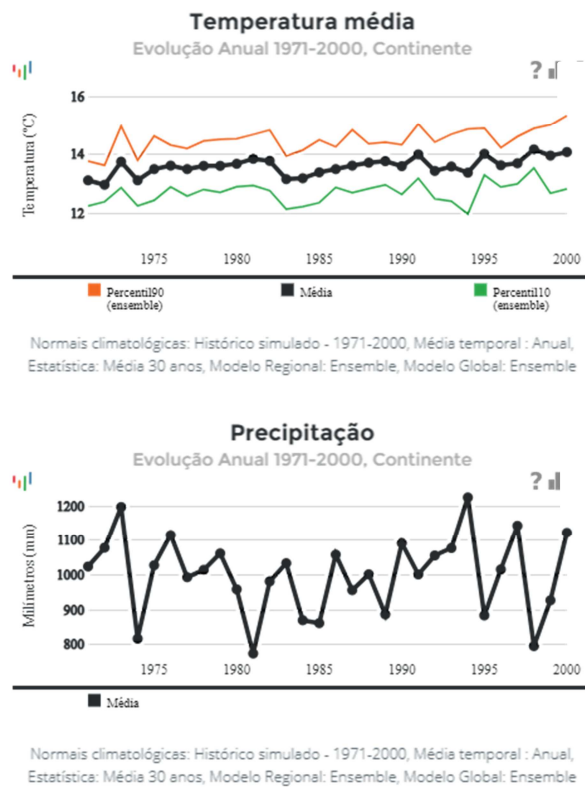 Temperatura média
Evolução Anual 1971-2000, Continente
?
Temperatura (°C)
16
14
12
1975 1980 1985 1990 1995 2000
Percentil90 (ensemble)
Média
Percentil10 (ensemble)
Normais climatológicas: Histórico simulado - 1971-2000, Média temporal : Anual,
Estatística: Média 30 anos, Modelo Regional: Ensemble, Modelo Global: Ensemble
Precipitação
Evolução Anual 1971-2000, Continente
?
Milímetros (mm)
1200
1100
1000
900
800
1975 1980 1985 1990 1995 2000
Média
Normais climatológicas: Histórico simulado - 1971-2000, Média temporal : Anual,
Estatística: Média 30 anos, Modelo Regional: Ensemble, Modelo Global: Ensemble